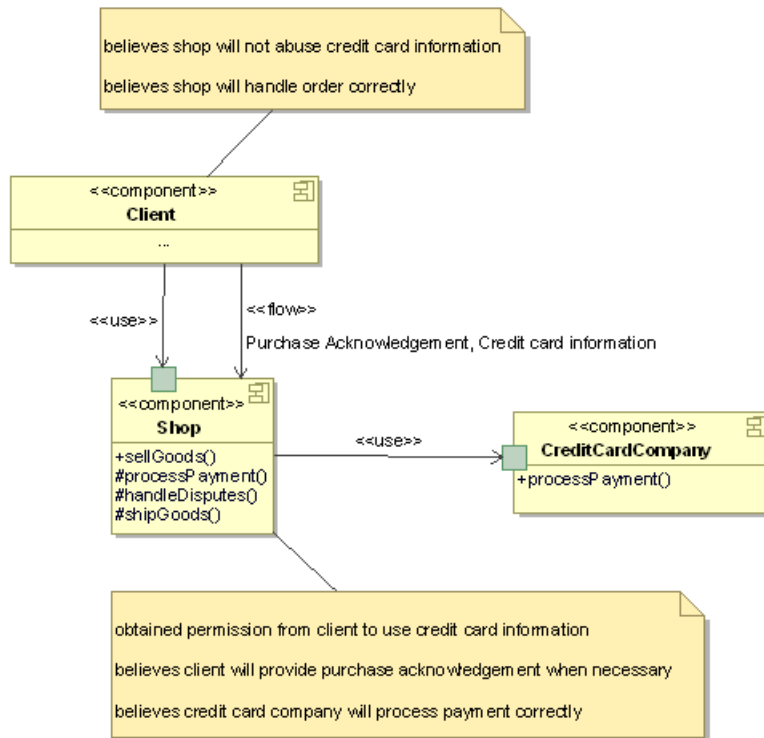 believes shop will not abuse credit card information
believes shop will handle order correctly
<<component>>
Client
...
<<use>>
<<flow>>
Purchase Acknowledgement, Credit card information
<<component>>
Shop
+sellGoods()
#processPayment()
#handleDisputes()
#shipGoods()
<<use>>
<<component>>
CreditCardCompany
+processPayment()
obtained permission from client to use credit card information
believes client will provide purchase acknowledgement when necessary
believes credit card company will process payment correctly